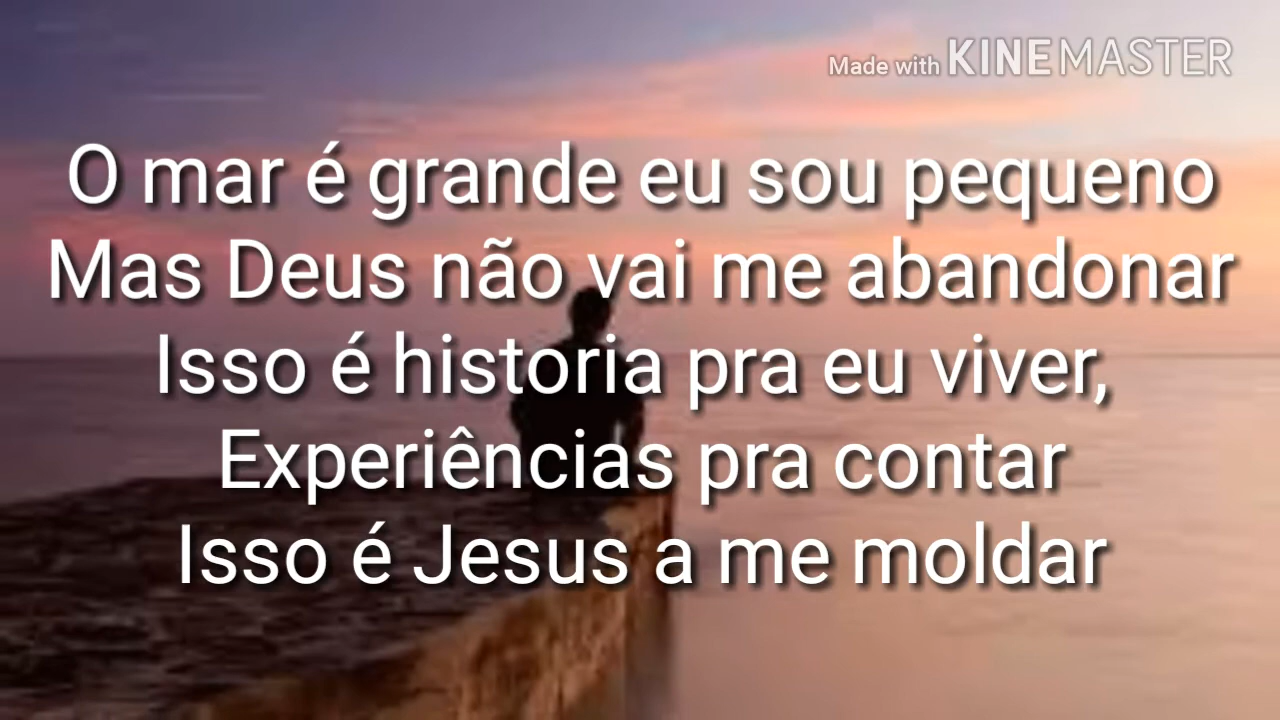 Made with KINEMASTER
O mar é grande eu sou pequeno
Mas Deus não vai me abandonar
Isso é historia pra eu viver,
Experiências pra contar
Isso é Jesus a me moldar